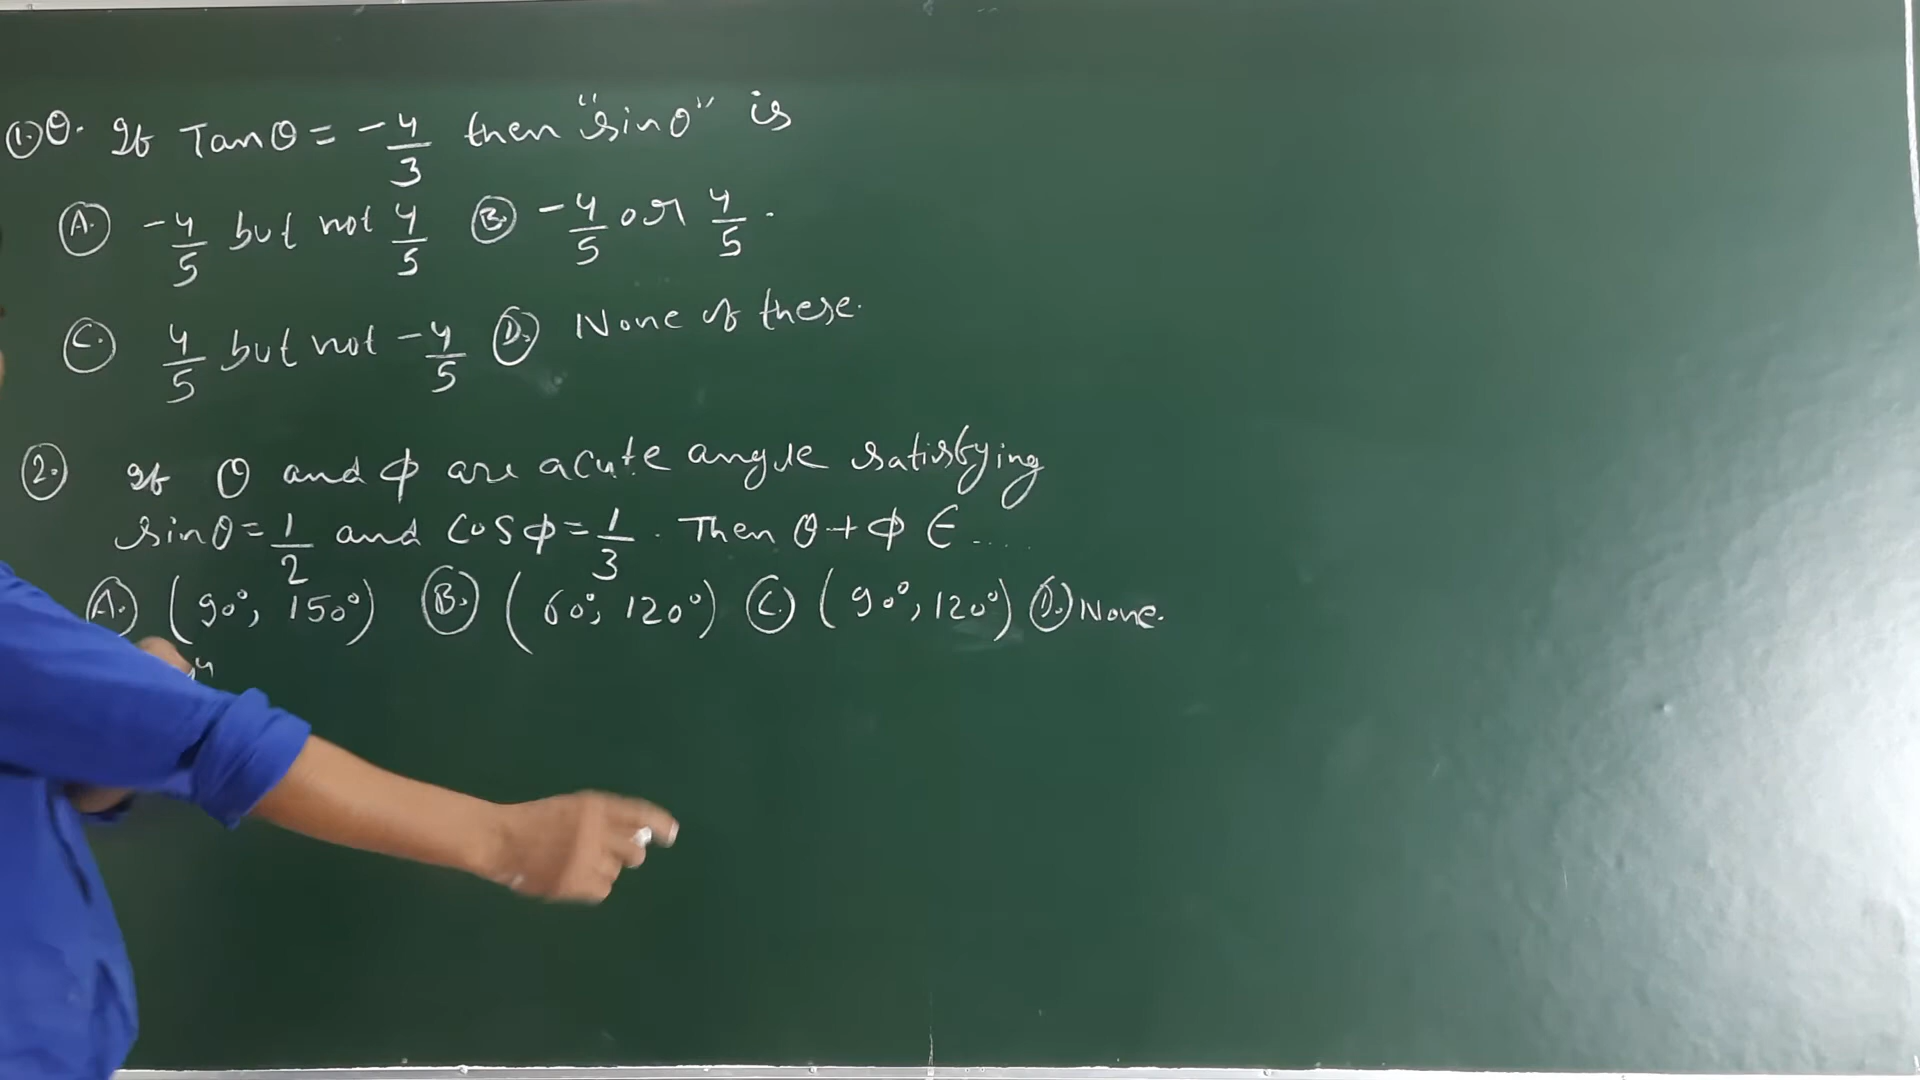 1. Q. If Tanθ = -4/3 then "sinθ" is
A. -4/5 but not 4/5 B. -4/5 or 4/5.
C. 4/5 but not -4/5 D. None of these.
2. If θ and ϕ are acute angle satisfying
sinθ = 1/2 and cosϕ = 1/3. Then θ + ϕ ∈ ....
A. (90°, 150°) B. (60°, 120°) C. (90°, 120°) D. None.